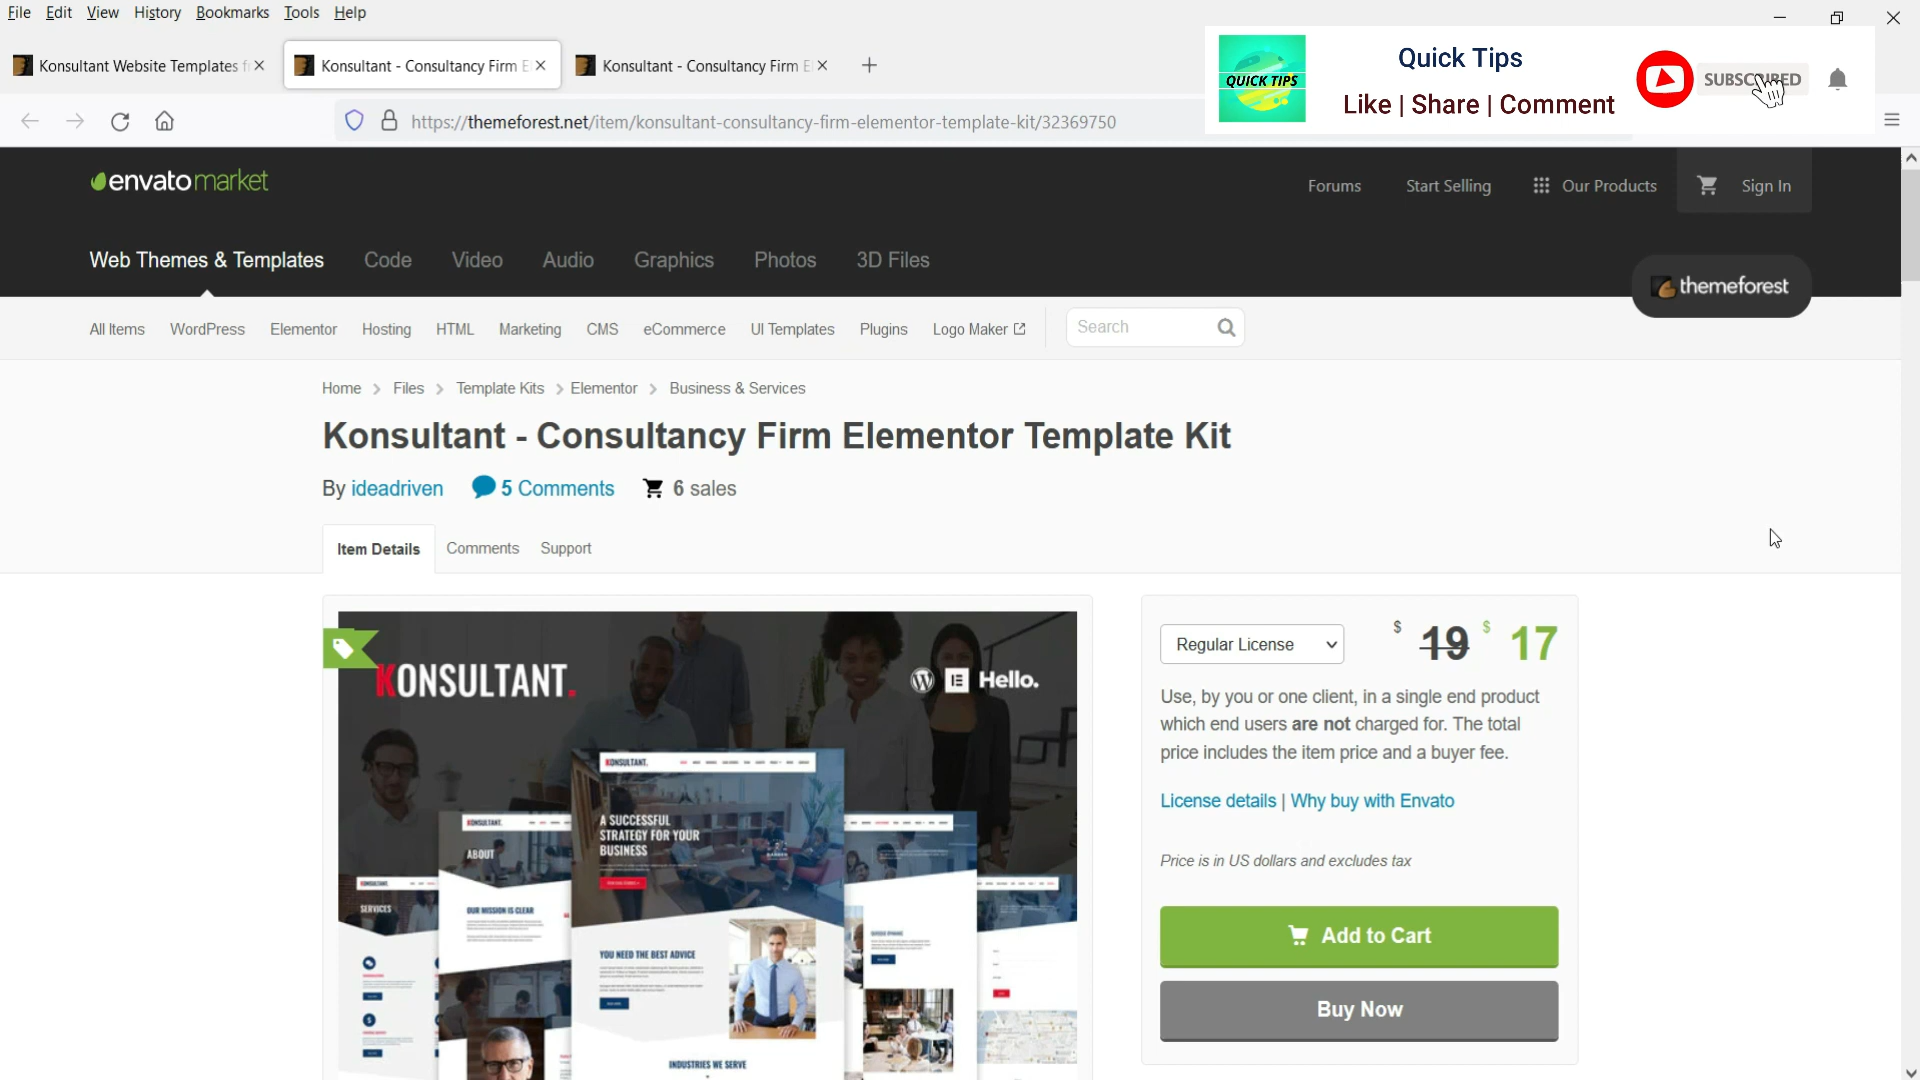 File Edit View History Bookmarks Tools Help
Konsultant Website Templates f
Konsultant - Consultancy Firm E
Konsultant - Consultancy Firm E
QUICK TIPS
Quick Tips
Like | Share | Comment
SUBSCRIBED
https://themeforest.net/item/konsultant-consultancy-firm-elementor-template-kit/32369750
envatomarket
Forums Start Selling Our Products Sign In
Web Themes & Templates Code Video Audio Graphics Photos 3D Files
themeforest
All Items WordPress Elementor Hosting HTML Marketing CMS eCommerce UI Templates Plugins Logo Maker Search
Home > Files > Template Kits > Elementor > Business & Services
Konsultant - Consultancy Firm Elementor Template Kit
By ideadriven 5 Comments 6 sales
Item Details Comments Support
KONSULTANT.
Hello.
KONSULTANT.
A SUCCESSFUL
STRATEGY FOR YOUR
BUSINESS
KONSULTANT.
ABOUT
KONSULTANT.
SERVICES
OUR MISSION IS CLEAR
YOU NEED THE BEST ADVICE
INDUSTRIES WE SERVE
Regular License $19 $17
Use, by you or one client, in a single end product
which end users are not charged for. The total
price includes the item price and a buyer fee.
License details | Why buy with Envato
Price is in US dollars and excludes tax
Add to Cart
Buy Now